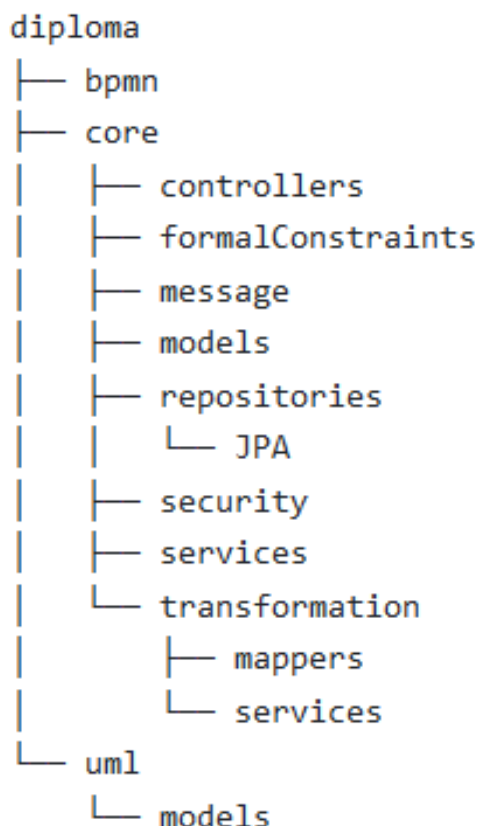 diploma
├── bpmn
├── core
│   ├── controllers
│   ├── formalConstraints
│   ├── message
│   ├── models
│   ├── repositories
│   │   └── JPA
│   ├── security
│   ├── services
│   └── transformation
│       ├── mappers
│       └── services
└── uml
    └── models